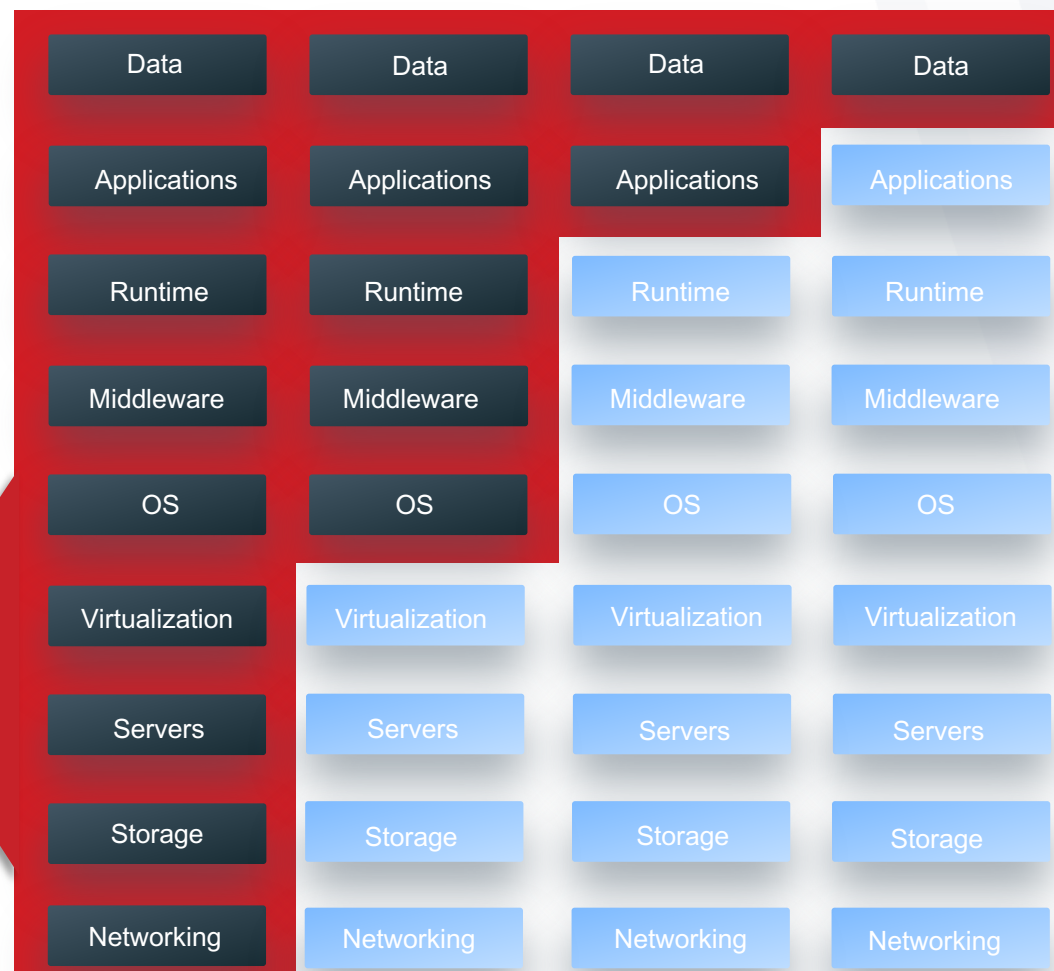 Data Data Data Data
Applications Applications Applications Applications
Runtime Runtime Runtime Runtime
Middleware Middleware Middleware Middleware
OS OS OS OS
Virtualization Virtualization Virtualization Virtualization
Servers Servers Servers Servers
Storage Storage Storage Storage
Networking Networking Networking Networking